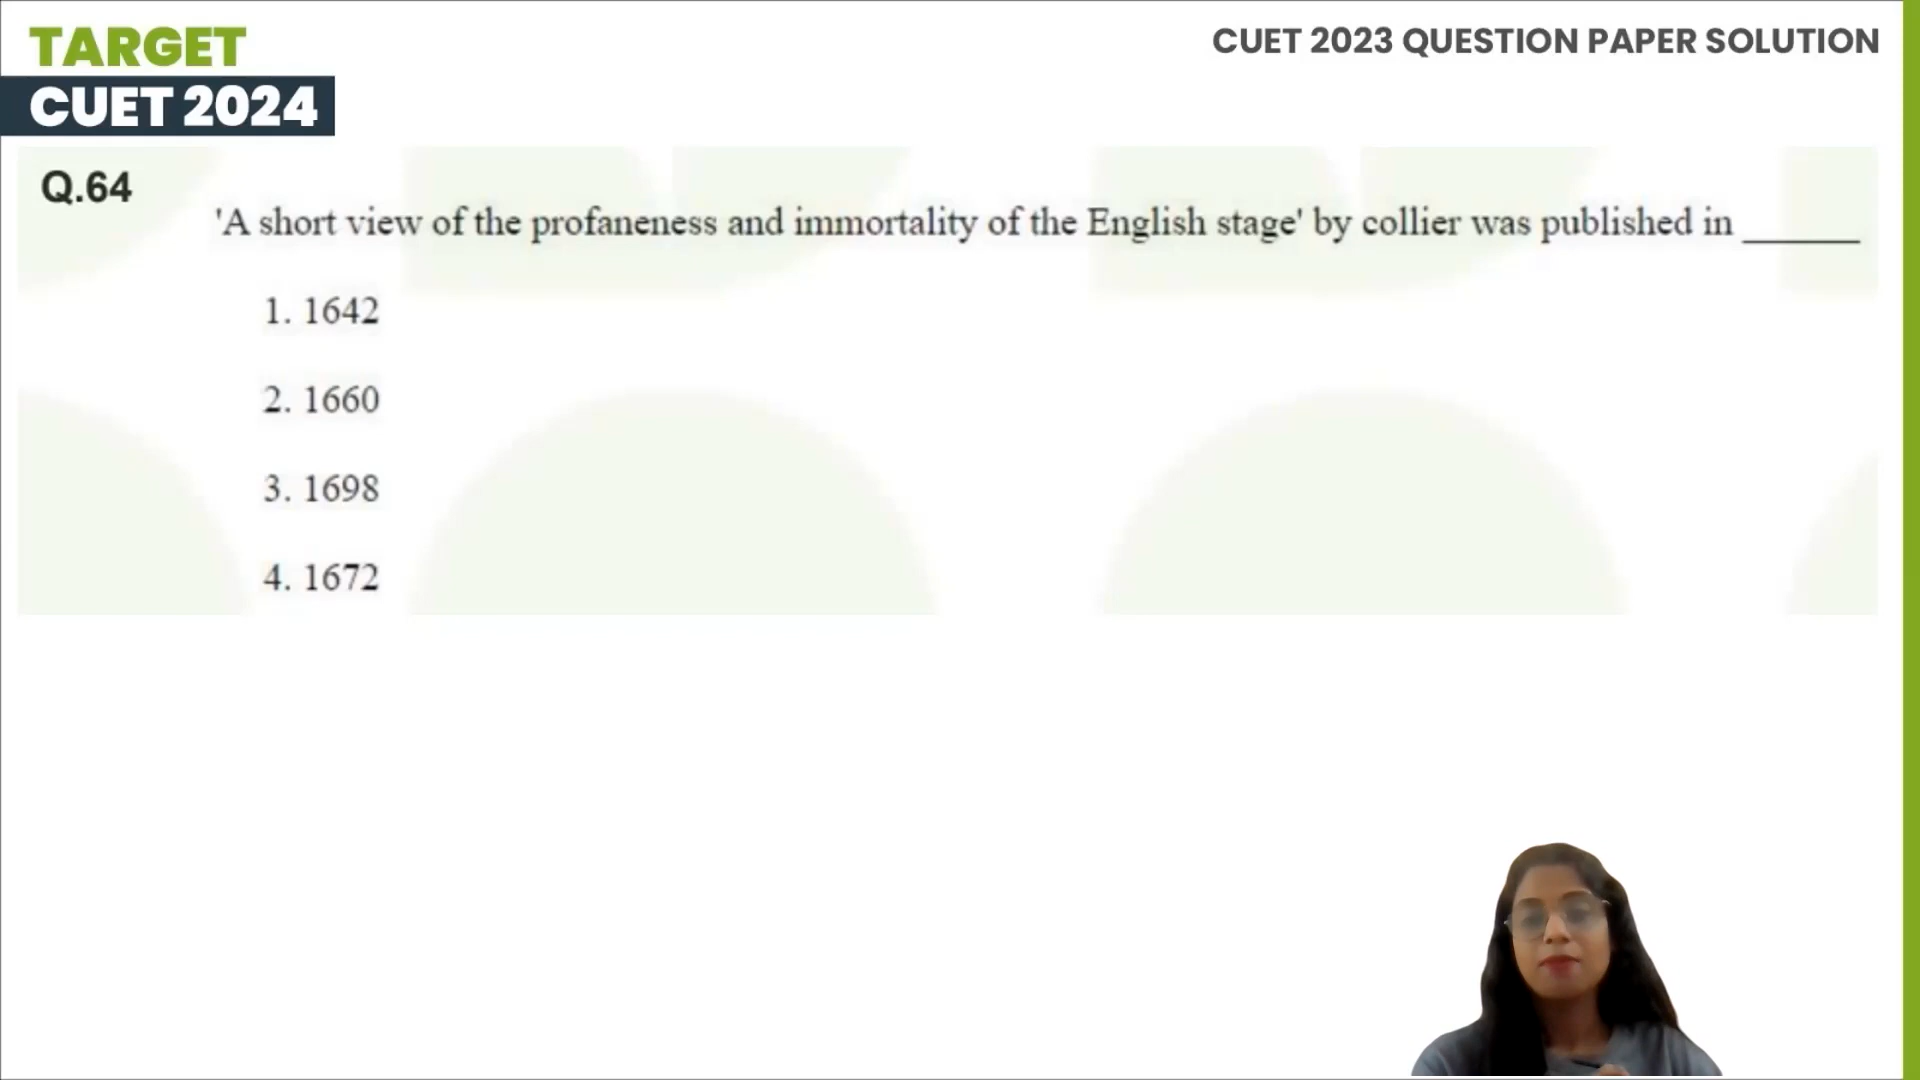 TARGET
CUET 2024
CUET 2023 QUESTION PAPER SOLUTION
Q.64
'A short view of the profaneness and immortality of the English stage' by collier was published in ______
1. 1642
2. 1660
3. 1698
4. 1672